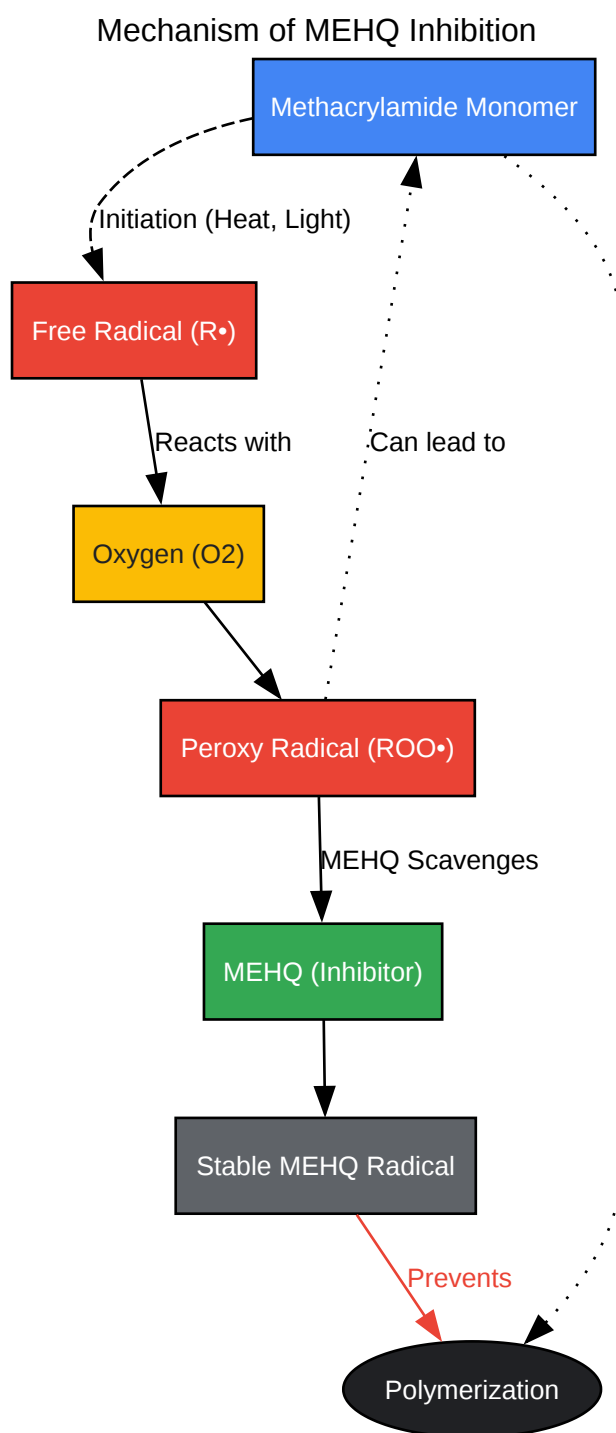 Mechanism of MEHQ Inhibition
Methacrylamide Monomer
Initiation (Heat, Light)
Free Radical (R•)
Reacts with
Can lead to
Oxygen (O2)
Peroxy Radical (ROO•)
MEHQ Scavenges
MEHQ (Inhibitor)
Stable MEHQ Radical
Prevents
Polymerization